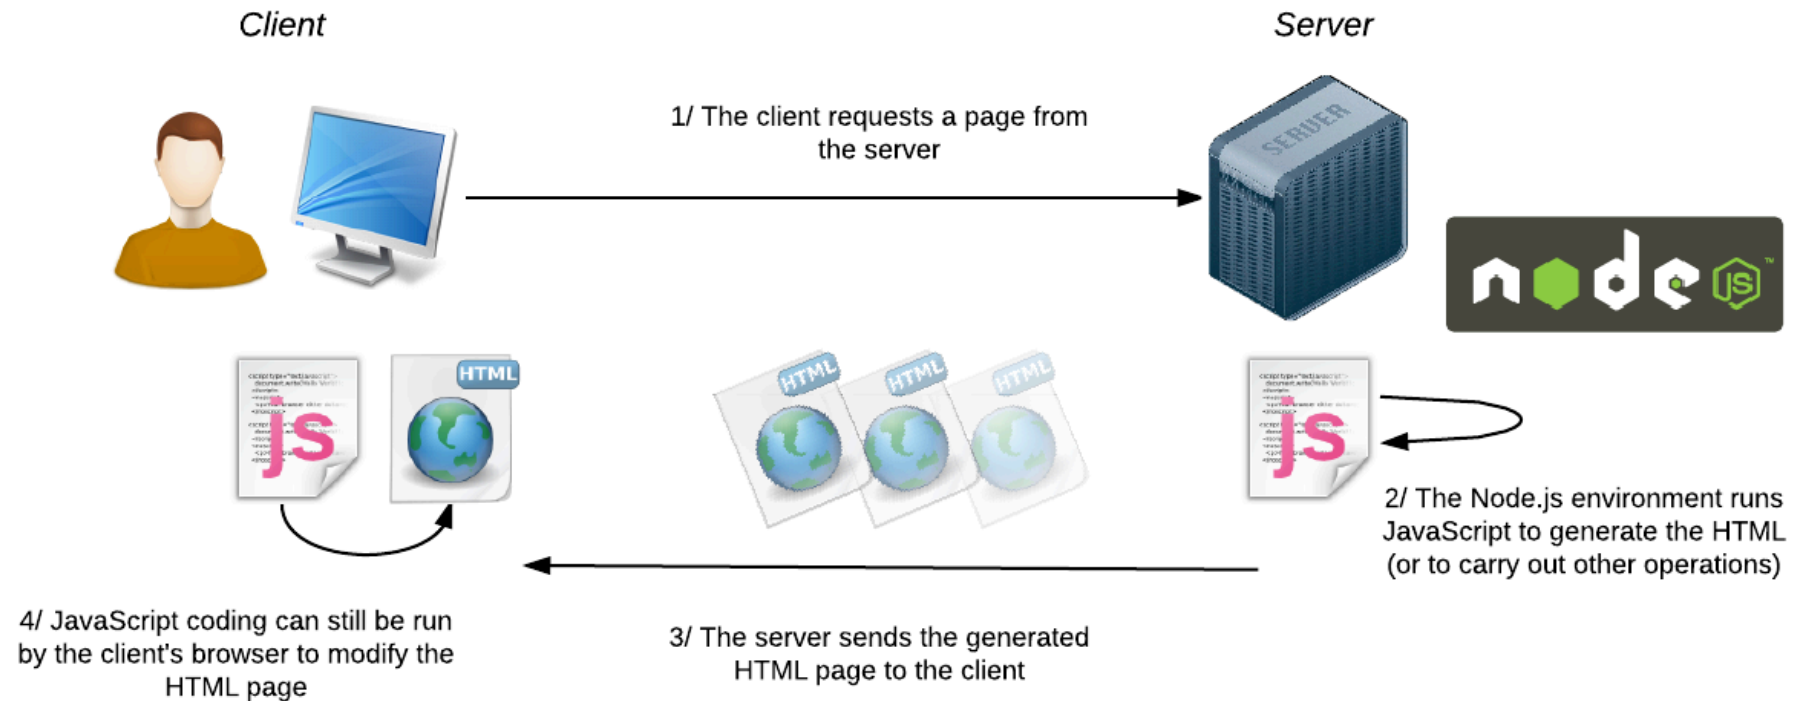 Client
Server
1/ The client requests a page from
the server
SERVER
node
JS
™
HTML
HTML
HTML
HTML
js
js
2/ The Node.js environment runs
JavaScript to generate the HTML
(or to carry out other operations)
4/ JavaScript coding can still be run
by the client's browser to modify the
HTML page
3/ The server sends the generated
HTML page to the client